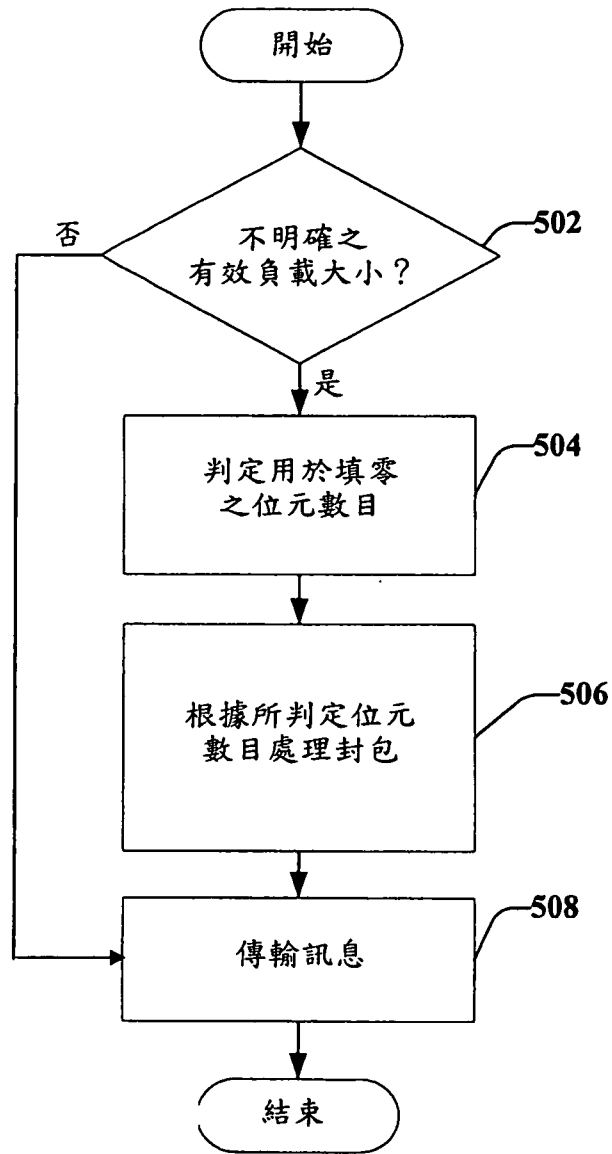 開始
502
否
不明確之
有效負載大小？
是
504
判定用於填零
之位元數目
506
根據所判定位元
數目處理封包
508
傳輸訊息
結束